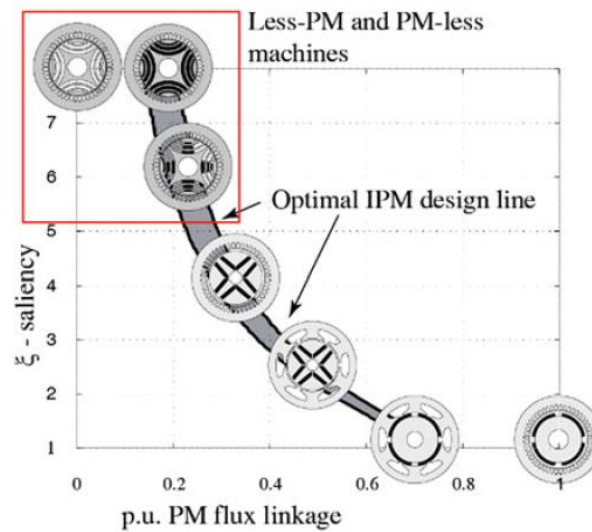 Less-PM and PM-less
machines
7
6
Optimal IPM design line
5
4
3
2
1
ξ - saliency
0
0.2
0.4
0.6
0.8
1
p.u. PM flux linkage